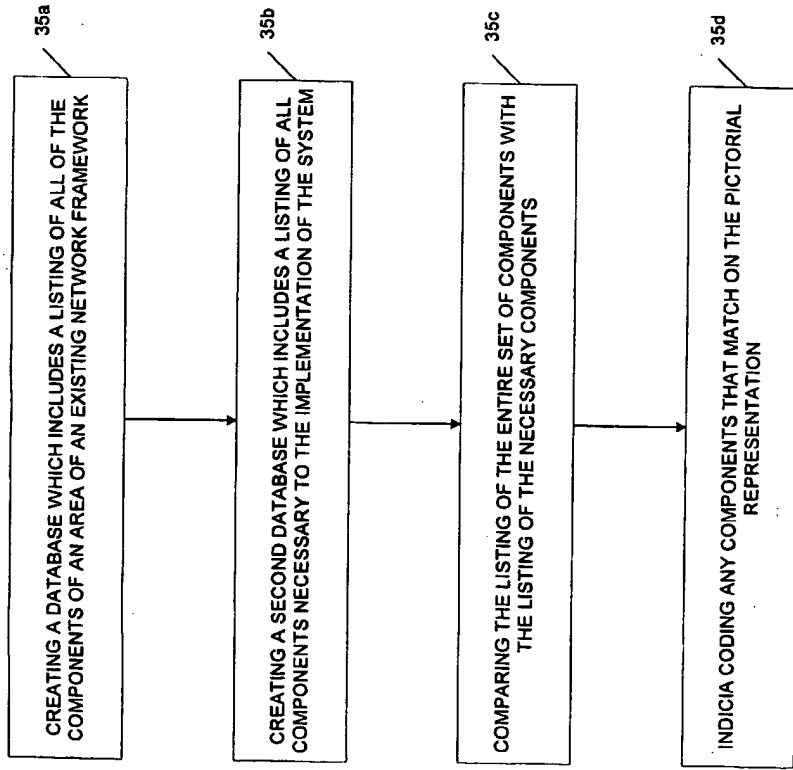 35a
CREATING A DATABASE WHICH INCLUDES A LISTING OF ALL OF THE
COMPONENTS OF AN AREA OF AN EXISTING NETWORK FRAMEWORK
35b
CREATING A SECOND DATABASE WHICH INCLUDES A LISTING OF ALL
COMPONENTS NECESSARY TO THE IMPLEMENTATION OF THE SYSTEM
35c
COMPARING THE LISTING OF THE ENTIRE SET OF COMPONENTS WITH
THE LISTING OF THE NECESSARY COMPONENTS
35d
INDICIA CODING ANY COMPONENTS THAT MATCH ON THE PICTORIAL
REPRESENTATION